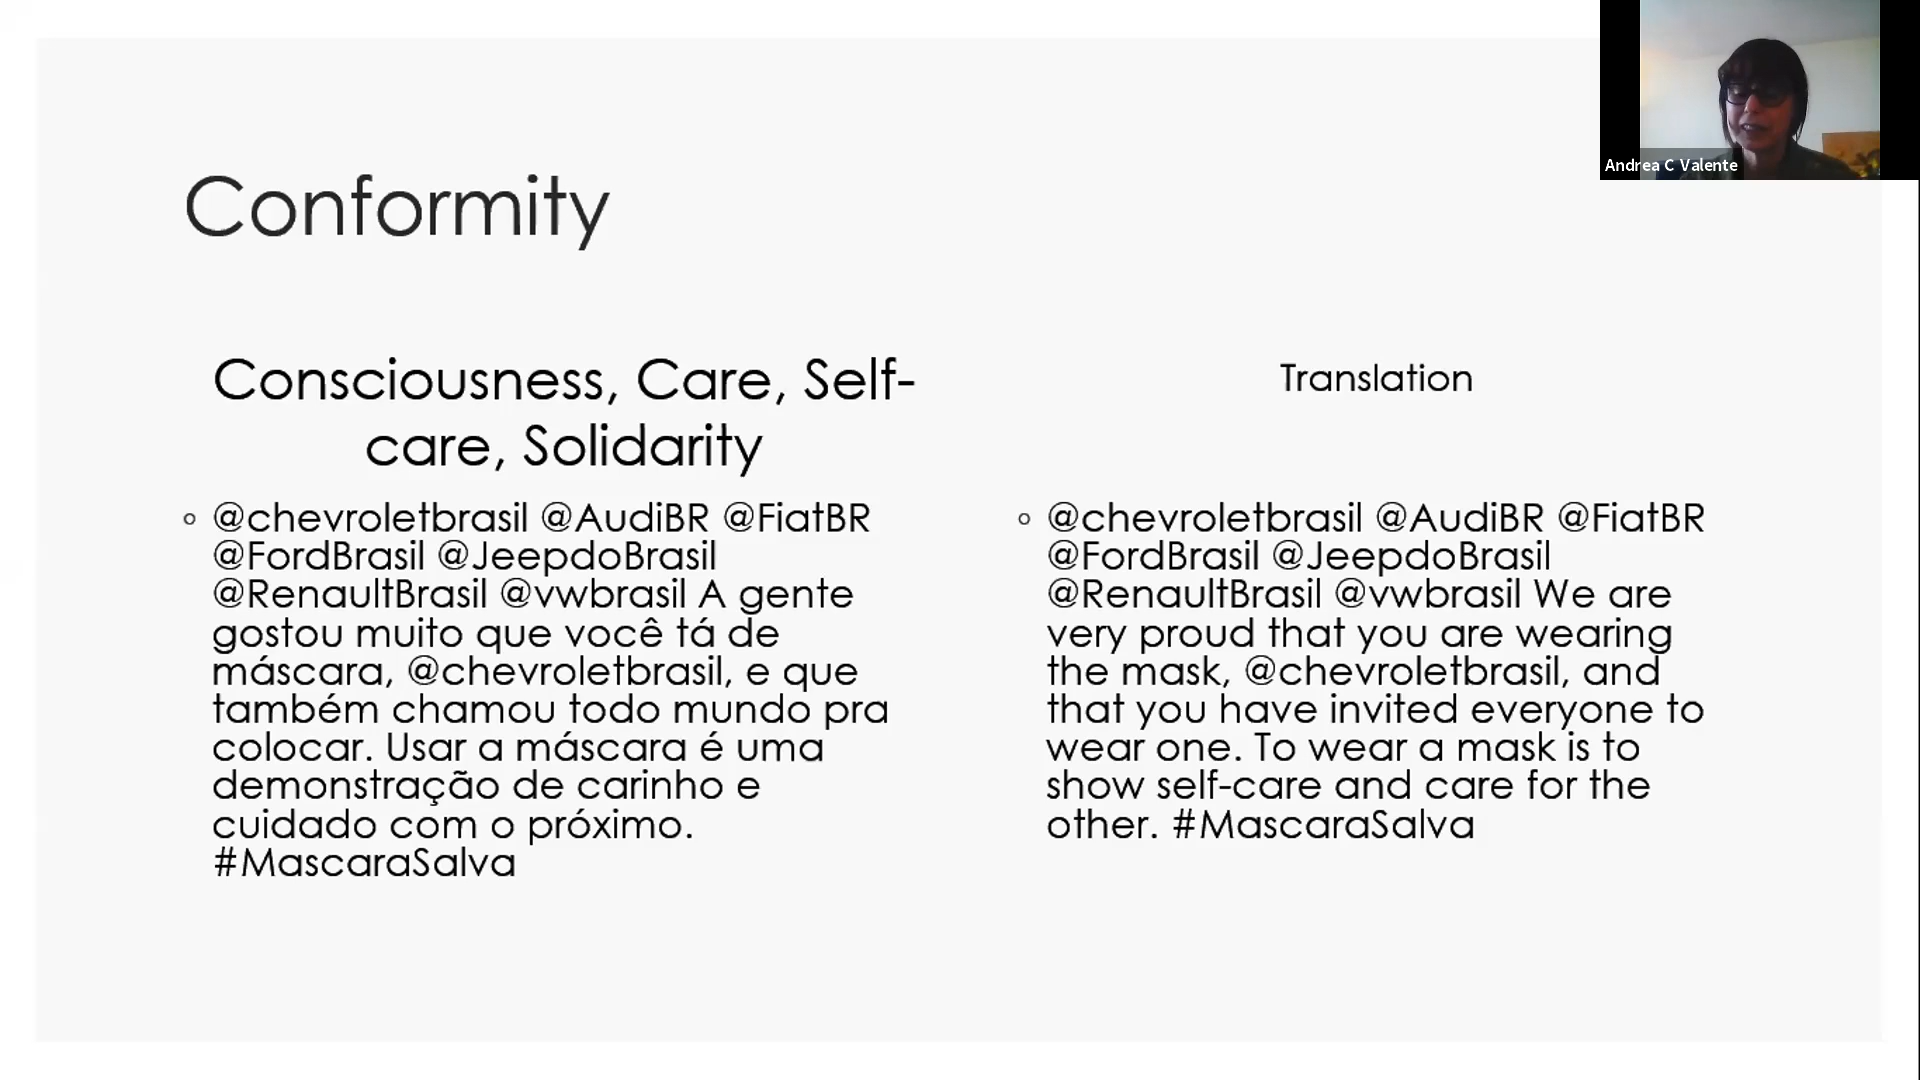 Andrea C Valente
Conformity
Consciousness, Care, Self-
care, Solidarity
@chevroletbrasil @AudiBR @FiatBR
@FordBrasil @JeepdoBrasil
@RenaultBrasil @vwbrasil A gente
gostou muito que você tá de
máscara, @chevroletbrasil, e que
também chamou todo mundo pra
colocar. Usar a máscara é uma
demonstração de carinho e
cuidado com o próximo.
#MascaraSalva
Translation
@chevroletbrasil @AudiBR @FiatBR
@FordBrasil @JeepdoBrasil
@RenaultBrasil @vwbrasil We are
very proud that you are wearing
the mask, @chevroletbrasil, and
that you have invited everyone to
wear one. To wear a mask is to
show self-care and care for the
other. #MascaraSalva